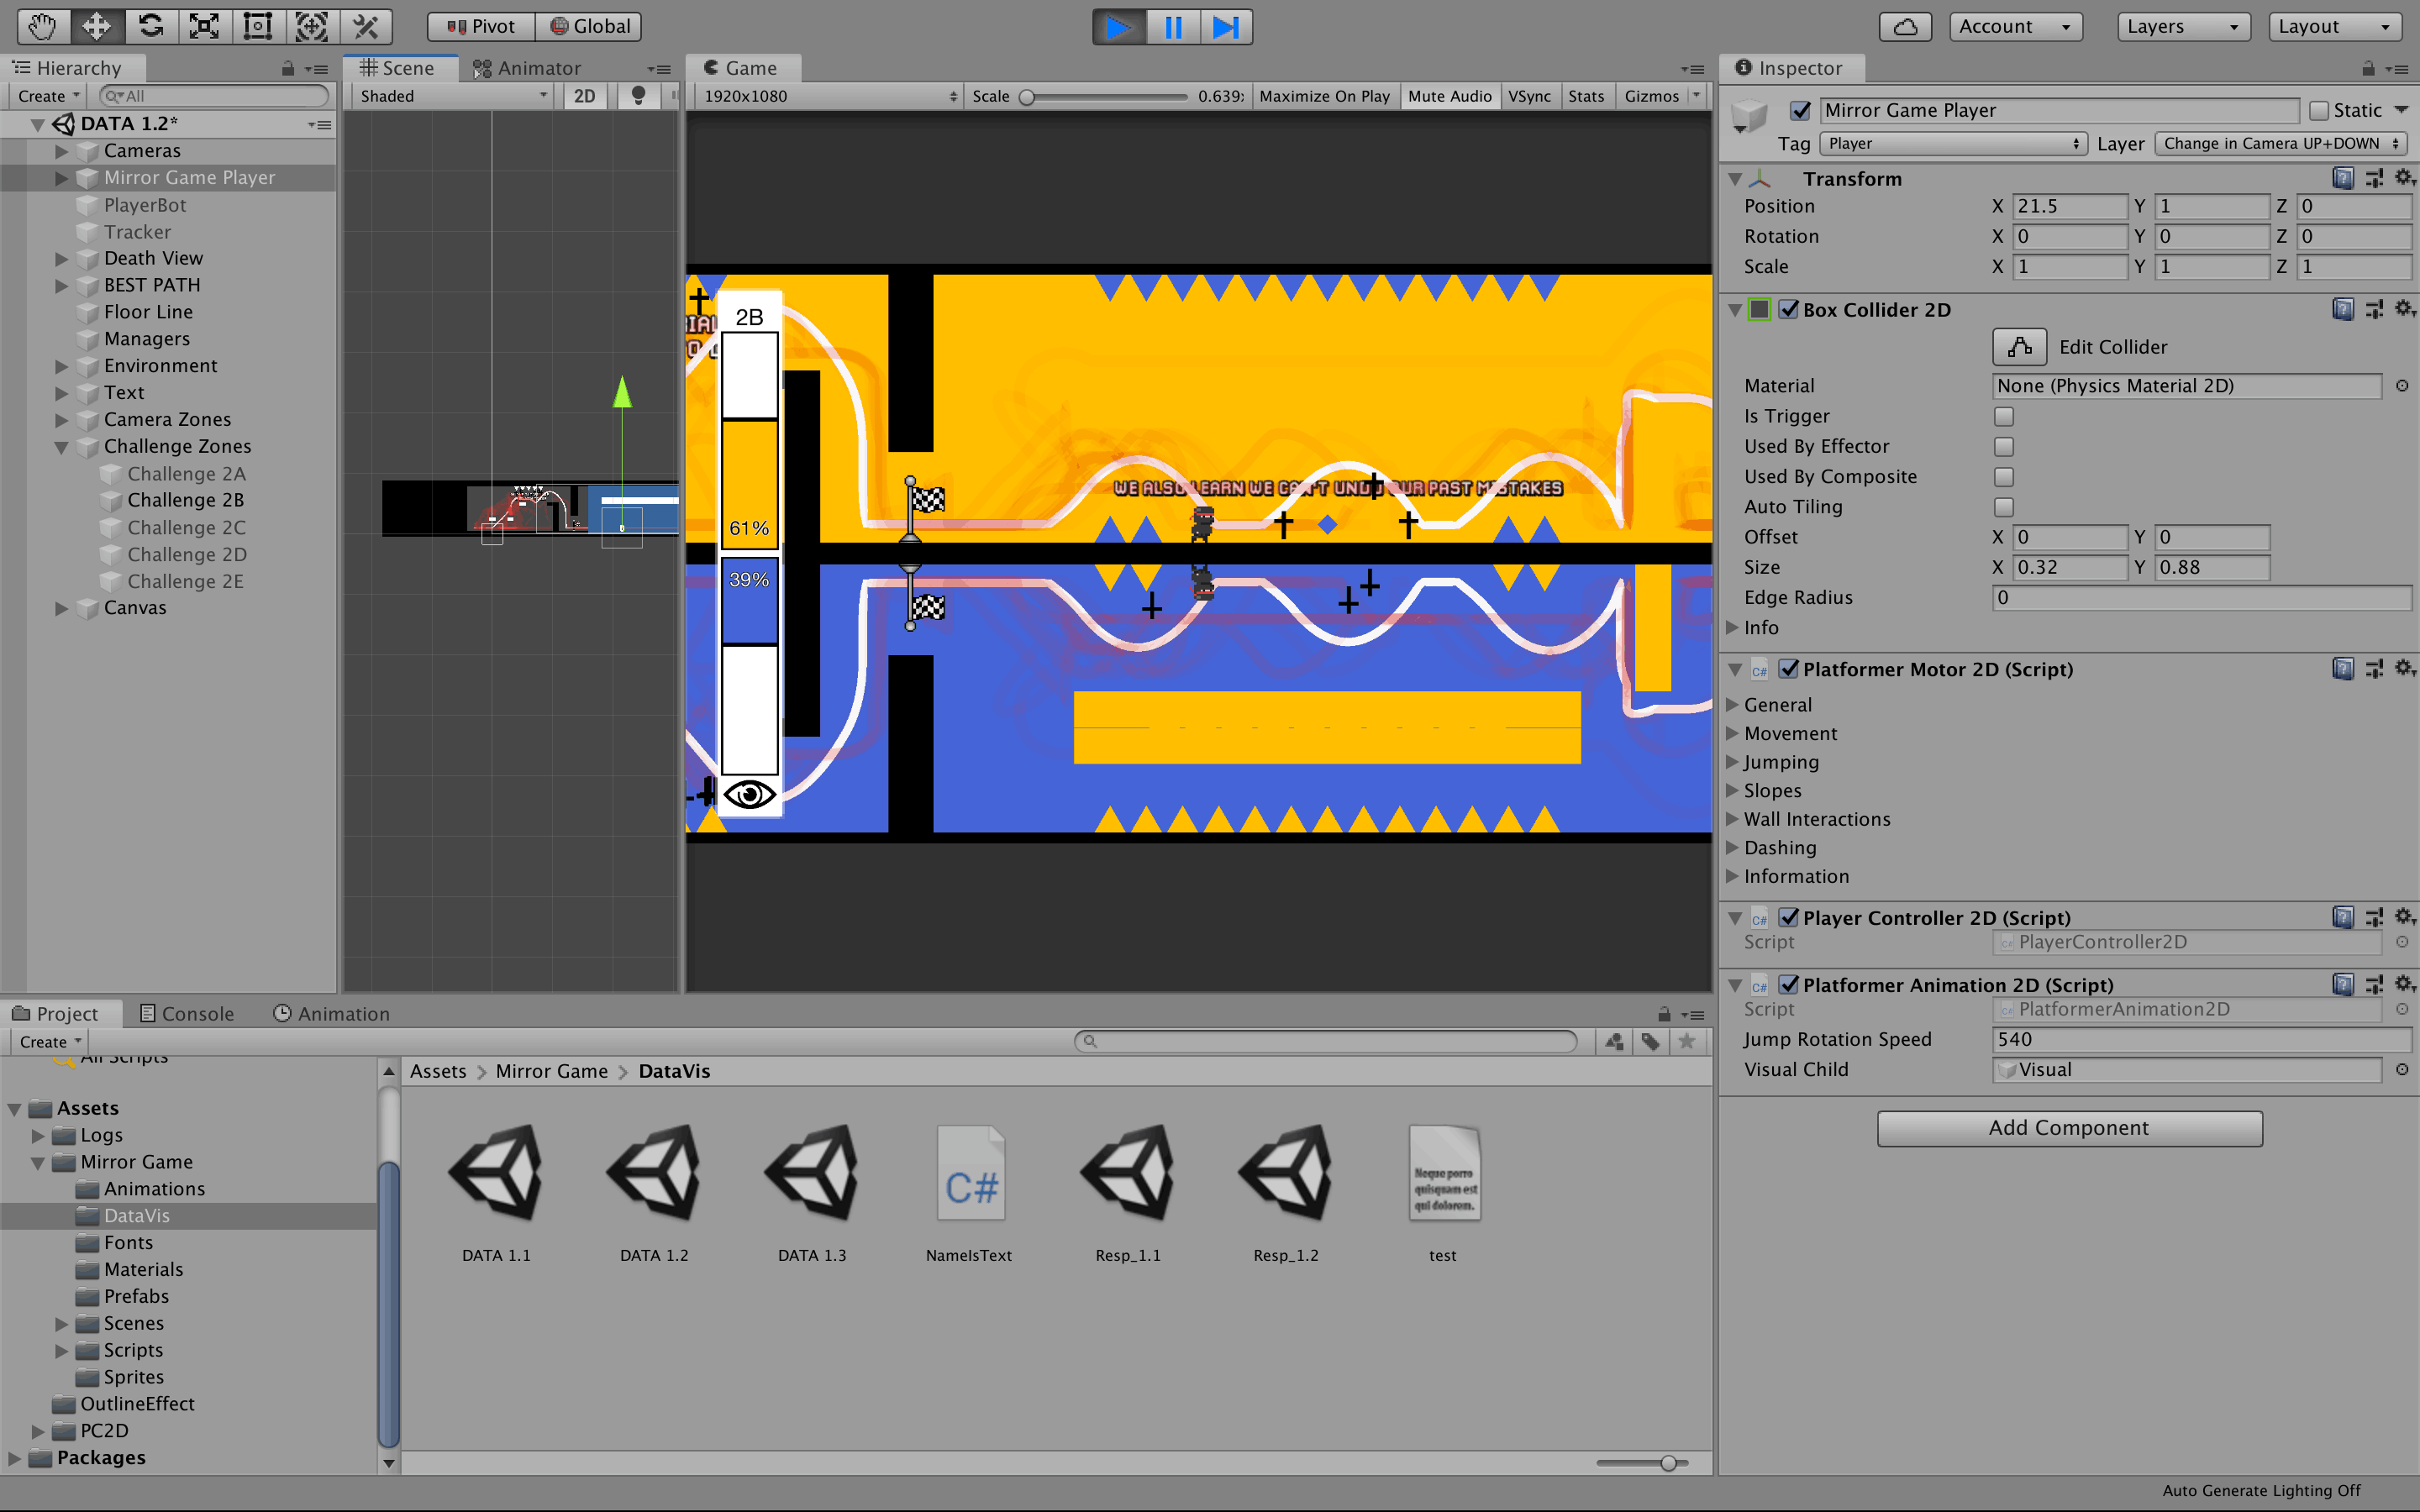 Pivot Global Account Layers Layout
Hierarchy
Create All
DATA 1.2*
Cameras
Mirror Game Player
PlayerBot
Tracker
Death View
BEST PATH
Floor Line
Managers
Environment
Text
Camera Zones
Challenge Zones
Challenge 2A
Challenge 2B
Challenge 2C
Challenge 2D
Challenge 2E
Canvas
Scene Animator
Shaded 2D
Game
1920x1080 Scale 0.639 Maximize On Play Mute Audio VSync Stats Gizmos
2B
61%
39%
WE ALSO LEARN WE CAN'T UNDO OUR PAST MISTAKES
Inspector
Mirror Game Player Static
Tag Player Layer Change in Camera UP+DOWN
Transform
Position X 21.5 Y 1 Z 0
Rotation X 0 Y 0 Z 0
Scale X 1 Y 1 Z 1
Box Collider 2D
Edit Collider
Material None (Physics Material 2D)
Is Trigger
Used By Effector
Used By Composite
Auto Tiling
Offset X 0 Y 0
Size X 0.32 Y 0.88
Edge Radius 0
Info
C# Platformer Motor 2D (Script)
General
Movement
Jumping
Slopes
Wall Interactions
Dashing
Information
C# Player Controller 2D (Script)
Script PlayerController2D
C# Platformer Animation 2D (Script)
Script PlatformerAnimation2D
Jump Rotation Speed 540
Visual Child Visual
Add Component
Project Console Animation
Create
All Scripts
Assets
Logs
Mirror Game
Animations
DataVis
Fonts
Materials
Prefabs
Scenes
Scripts
Sprites
OutlineEffect
PC2D
Packages
Assets > Mirror Game > DataVis
C#
Neque porro
quisquam est
qui dolorem.
DATA 1.1 DATA 1.2 DATA 1.3 NameIsText Resp_1.1 Resp_1.2 test
Auto Generate Lighting Off